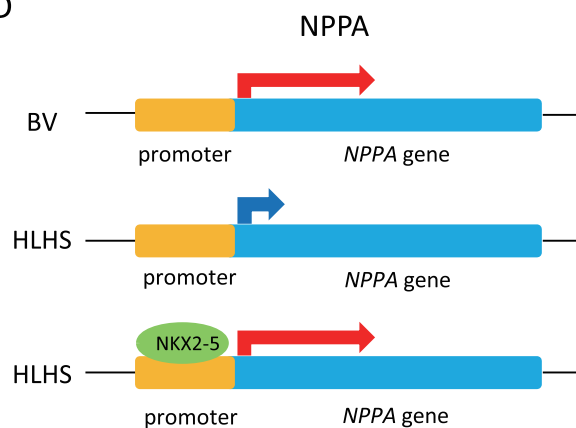 D
NPPA
BV
promoter NPPA gene
HLHS
promoter NPPA gene
NKX2-5
HLHS
promoter NPPA gene